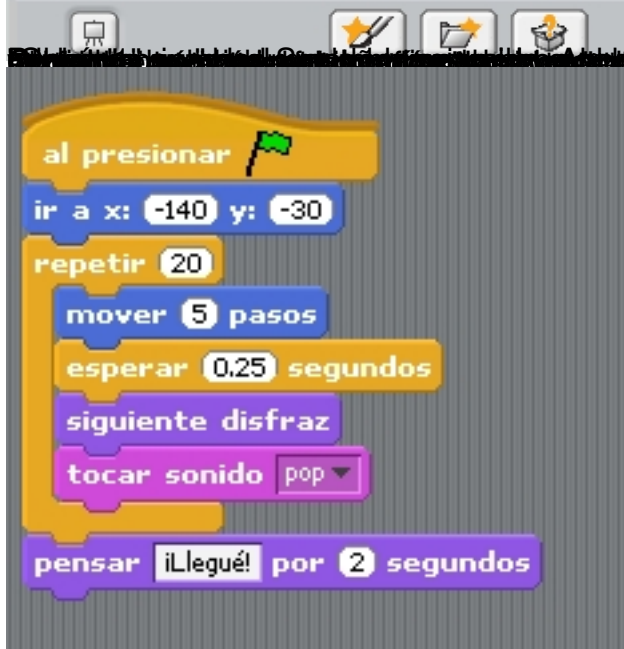 al presionar
ir a x: -140 y: -30
repetir 20
mover 5 pasos
esperar 0.25 segundos
siguiente disfraz
tocar sonido pop
pensar ¡Llegué! por 2 segundos